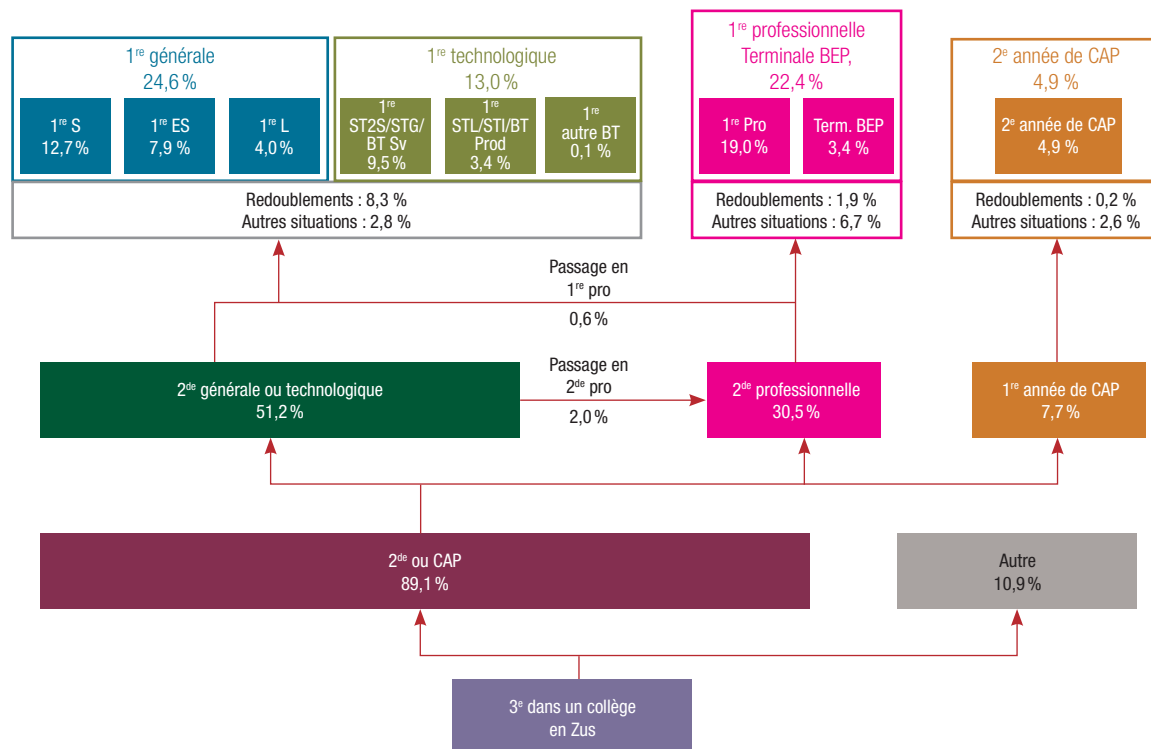 1re générale
24,6 %
1re S
12,7 %
1re ES
7,9 %
1re L
4,0 %
1re technologique
13,0 %
1re
ST2S/STG/
BT Sv
9,5 %
1re
STL/STI/BT
Prod
3,4 %
1re
autre BT
0,1 %
Redoublements : 8,3 %
Autres situations : 2,8 %
1re professionnelle
Terminale BEP,
22,4 %
1re Pro
19,0 %
Term. BEP
3,4 %
Redoublements : 1,9 %
Autres situations : 6,7 %
2e année de CAP
4,9 %
2e année de CAP
4,9 %
Redoublements : 0,2 %
Autres situations : 2,6 %
Passage en
1re pro
0,6 %
2de générale ou technologique
51,2 %
Passage en
2de pro
2,0 %
2de professionnelle
30,5 %
1re année de CAP
7,7 %
2de ou CAP
89,1 %
Autre
10,9 %
3e dans un collège
en Zus